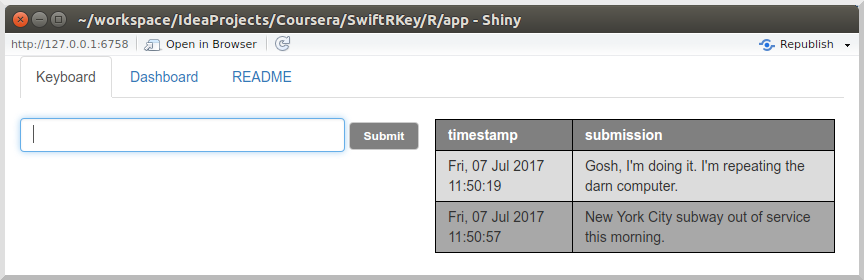 ~/workspace/IdeaProjects/Coursera/SwiftRKey/R/app - Shiny
http://127.0.0.1:6758 Open in Browser Republish
Keyboard Dashboard README
Submit
timestamp submission
Fri, 07 Jul 2017 Gosh, I'm doing it. I'm repeating the
11:50:19 darn computer.
Fri, 07 Jul 2017 New York City subway out of service
11:50:57 this morning.